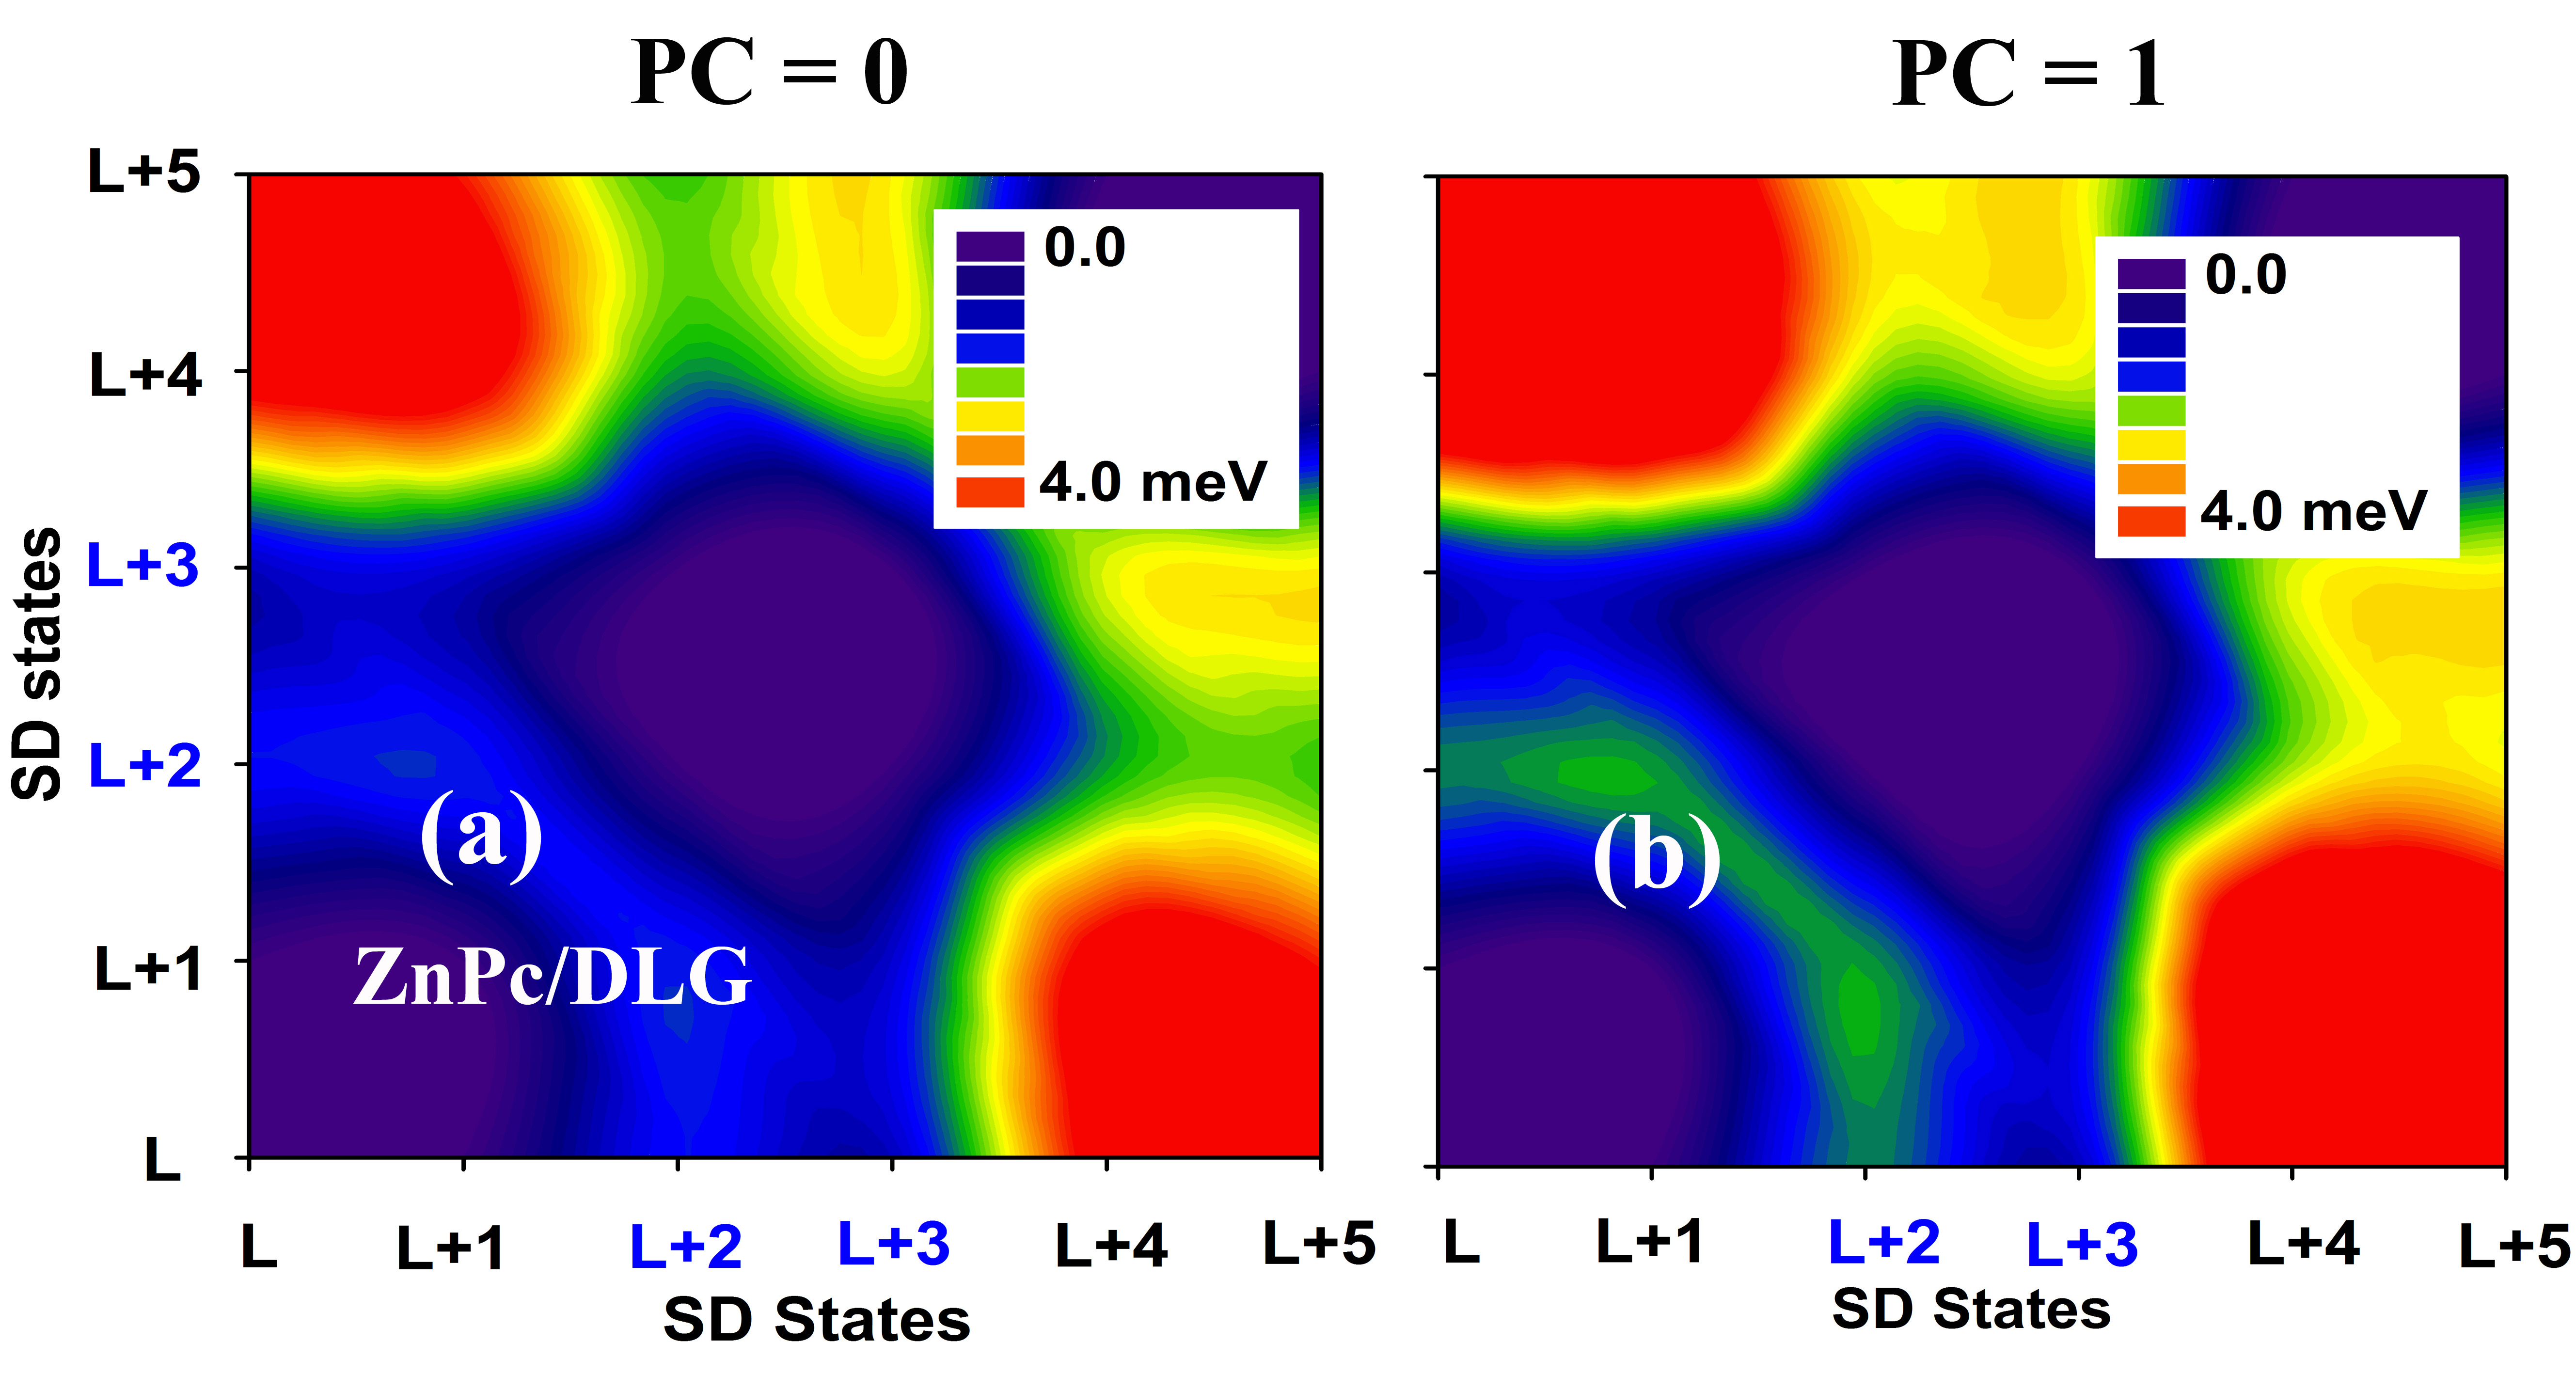 PC = 0
PC = 1
L+5
L+4
L+3
L+2
L+1
L
SD states
0.0
4.0 meV
(a)
ZnPc/DLG
L L+1 L+2 L+3 L+4 L+5
SD States
0.0
4.0 meV
(b)
L L+1 L+2 L+3 L+4 L+5
SD States